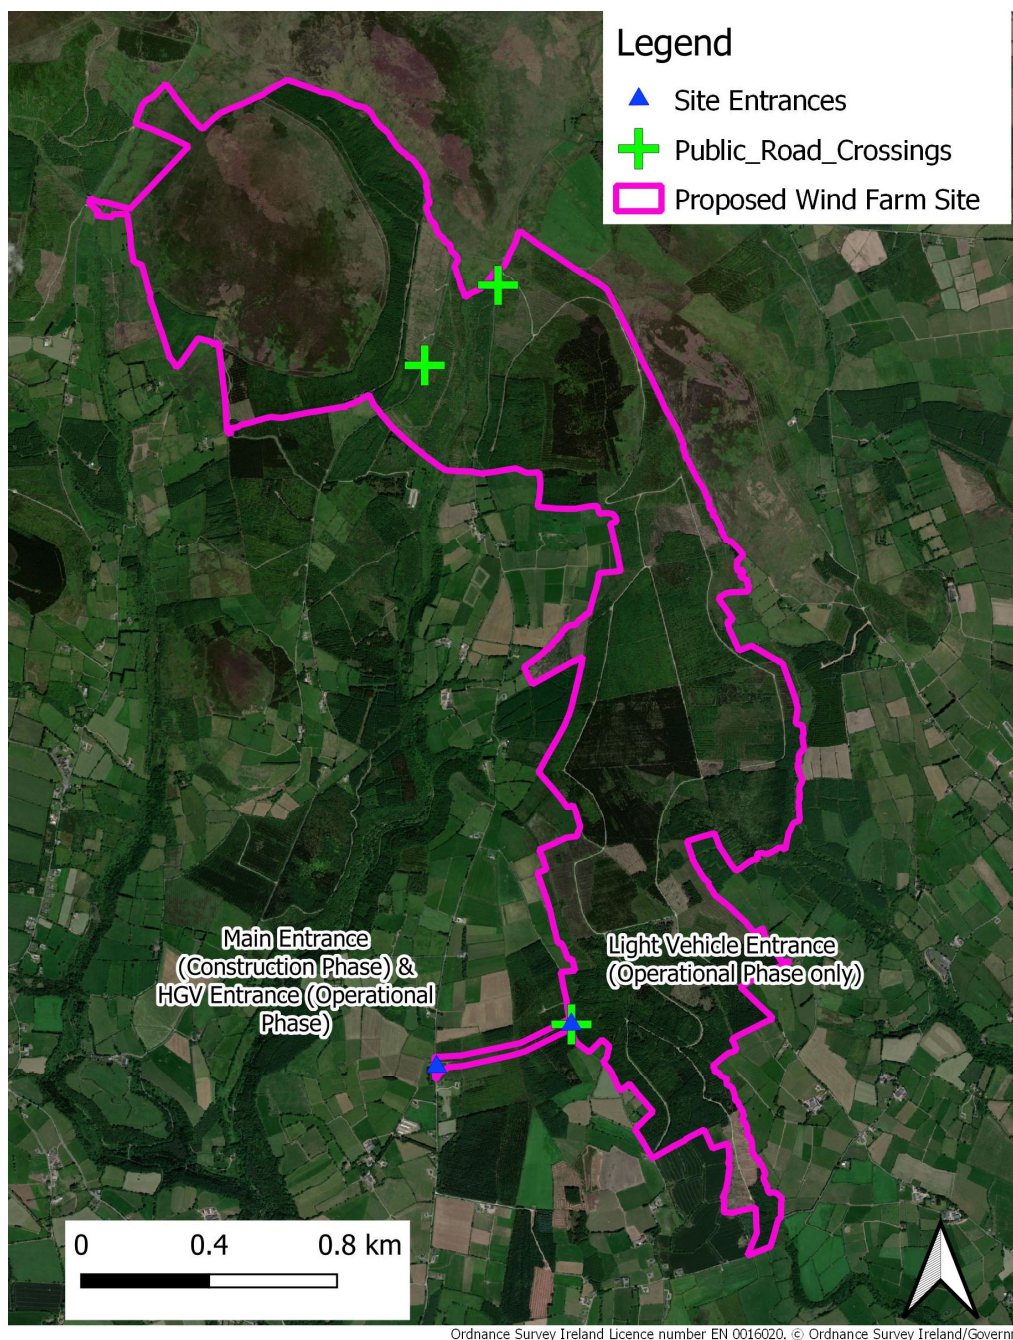 Legend
Site Entrances
Public_Road_Crossings
Proposed Wind Farm Site
Main Entrance
(Construction Phase) &
HGV Entrance (Operational
Phase)
Light Vehicle Entrance
(Operational Phase only)
0 0.4 0.8 km
Ordnance Survey Ireland Licence number EN 0016020. © Ordnance Survey Ireland/Governm